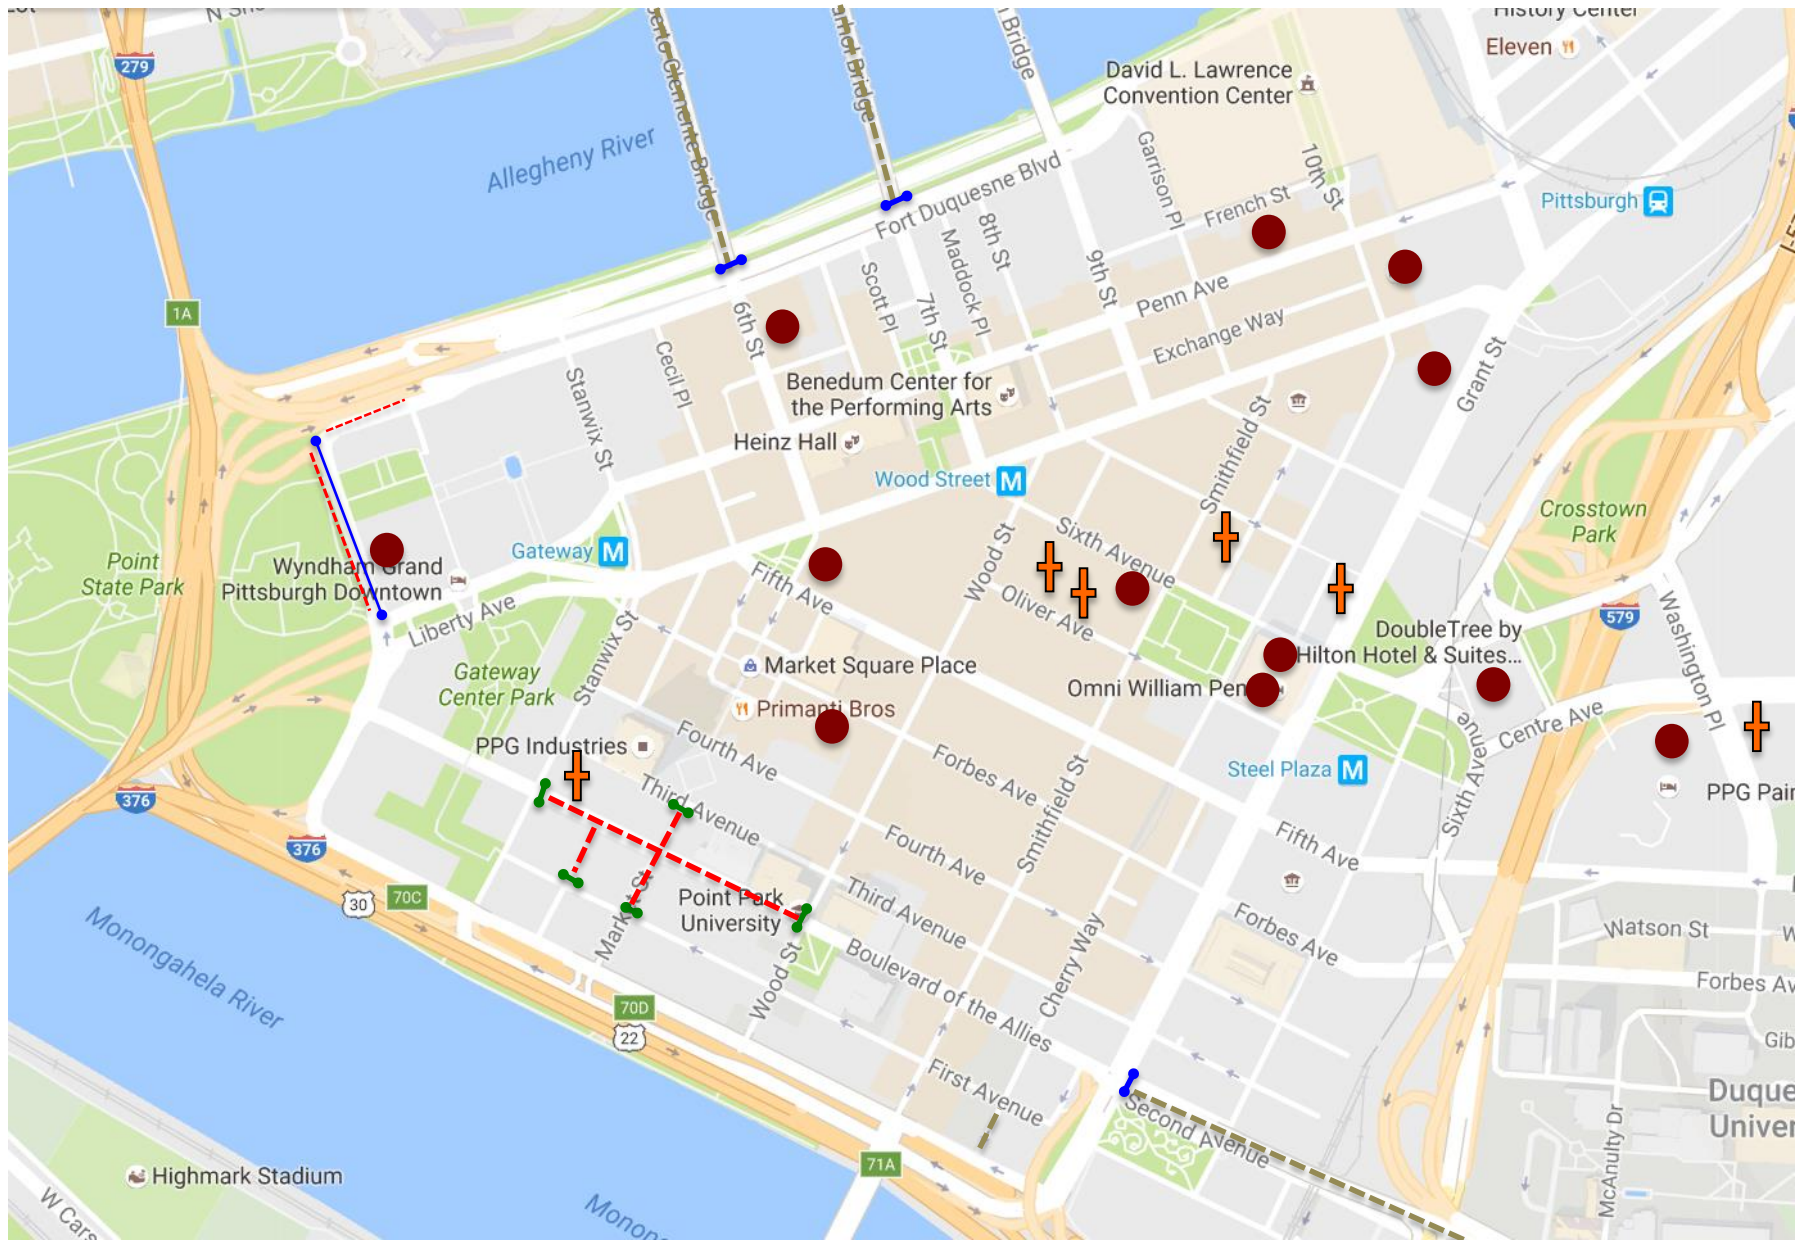 History Center
Eleven
279
David L. Lawrence
Convention Center
Allegheny River
Fort Duquesne Blvd
Garrison Pl
10th St
French St
Pittsburgh
8th St
Maddock Pl
9th St
Scott Pl
7th St
Penn Ave
Exchange Way
1A
6th St
Cecil Pl
Stanwix St
Grant St
Benedum Center for
the Performing Arts
Heinz Hall
Smithfield St
Wood Street
M
Sixth Avenue
Wood St
Crosstown
Park
Point
State Park
Gateway
M
Wyndham Grand
Pittsburgh Downtown
Liberty Ave
Fifth Ave
Oliver Ave
579
Washington Pl
DoubleTree by
Hilton Hotel & Suites...
Gateway
Center Park
Stanwix St
Market Square Place
Omni William Pen
Primanti Bros
PPG Industries
Fourth Ave
Forbes Ave
Centre Ave
Sixth Avenue
Steel Plaza
M
PPG Pain
376
376
Third Avenue
Smithfield St
Fourth Ave
Fifth Ave
30
70C
Market St
Point Park
University
Third Avenue
Forbes Ave
Watson St
Forbes Av
Monongahela River
Wood St
Boulevard of the Allies
Cherry Way
70D
22
Gib
First Avenue
Second Avenue
McAnulty Dr
Duque
Univer
71A
Highmark Stadium
W Cars
Monon